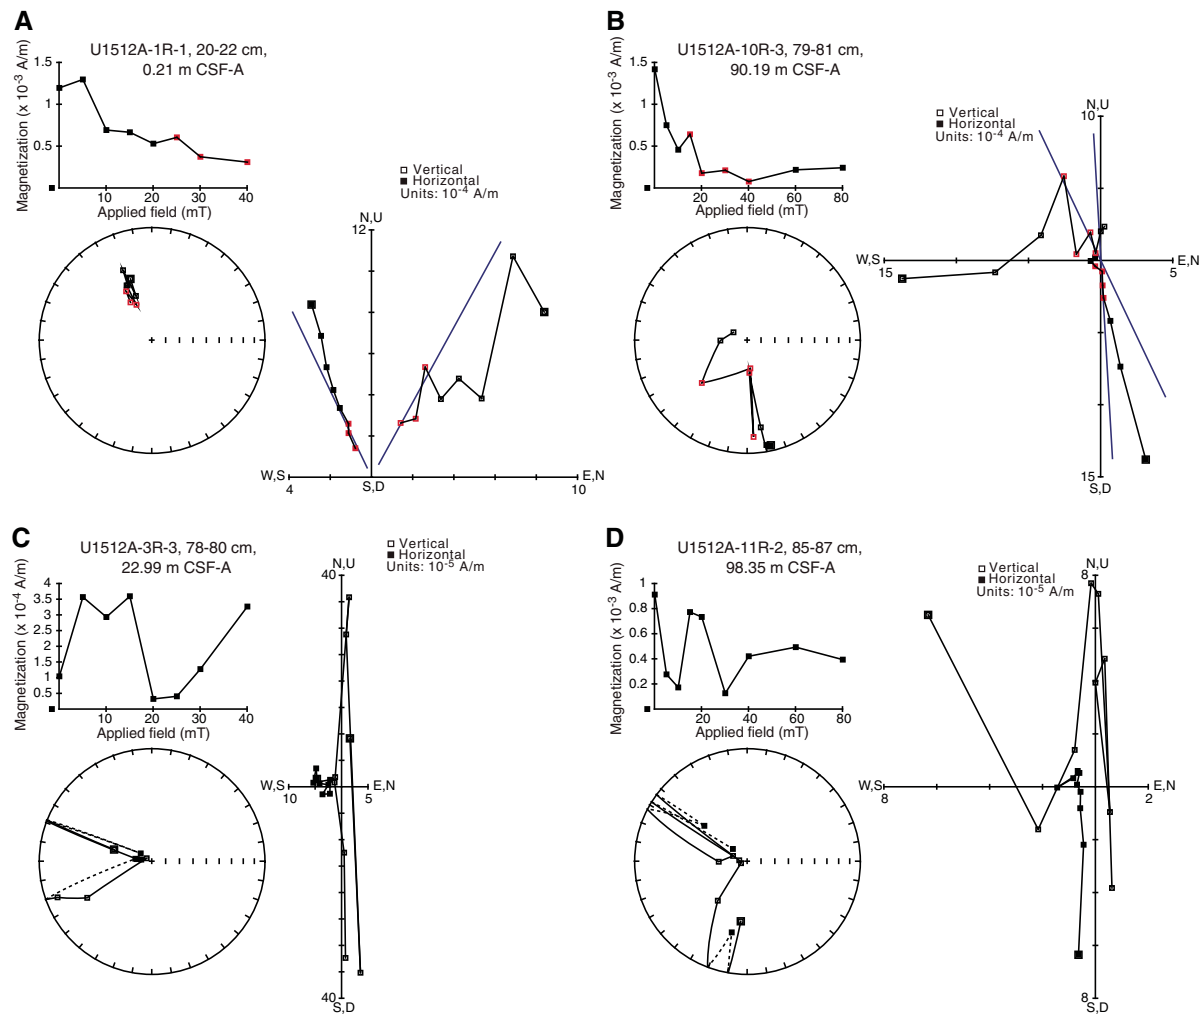 A
U1512A-1R-1, 20-22 cm,
0.21 m CSF-A
Magnetization (x 10-3 A/m)
1.5
1
0.5
10 20 30 40
Applied field (mT)
Vertical
Horizontal
Units: 10-4 A/m
N,U
12
W,S
4
S,D
E,N
10
B
U1512A-10R-3, 79-81 cm,
90.19 m CSF-A
Magnetization (x 10-3 A/m)
1.5
1
0.5
20 40 60 80
Applied field (mT)
Vertical
Horizontal
Units: 10-4 A/m
N,U
10
W,S
15
E,N
5
15
S,D
C
U1512A-3R-3, 78-80 cm,
22.99 m CSF-A
Magnetization (x 10-4 A/m)
4
3.5
3
2.5
2
1.5
1
0.5
10 20 30 40
Applied field (mT)
Vertical
Horizontal
Units: 10-5 A/m
N,U
40
W,S
10
E,N
5
40
S,D
D
U1512A-11R-2, 85-87 cm,
98.35 m CSF-A
Magnetization (x 10-3 A/m)
1
0.8
0.6
0.4
0.2
20 40 60 80
Applied field (mT)
Vertical
Horizontal
Units: 10-5 A/m
N,U
8
W,S
8
E,N
2
8
S,D